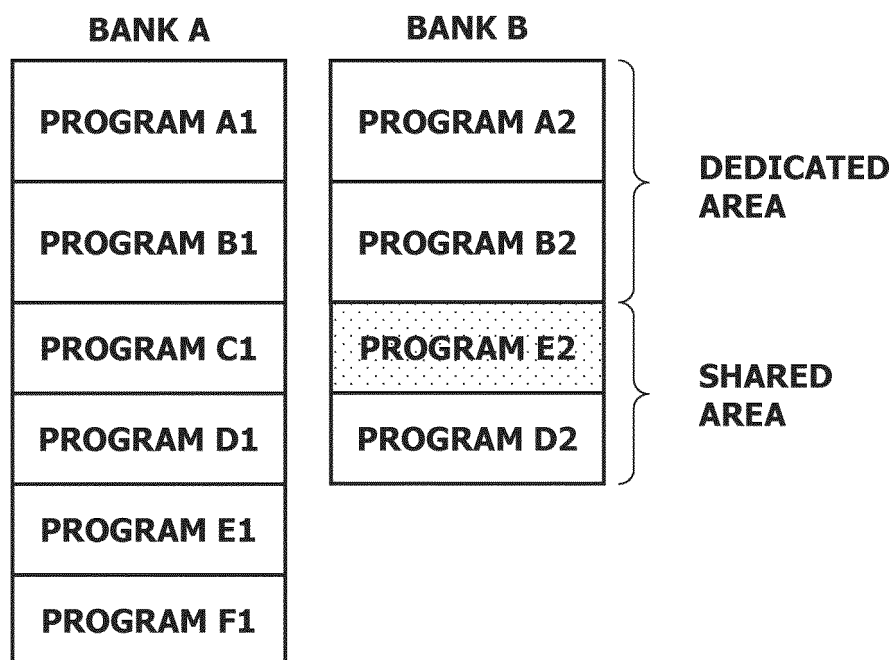 BANK A
BANK B
PROGRAM A1
PROGRAM A2
DEDICATED
AREA
PROGRAM B1
PROGRAM B2
PROGRAM C1
PROGRAM E2
SHARED
AREA
PROGRAM D1
PROGRAM D2
PROGRAM E1
PROGRAM F1